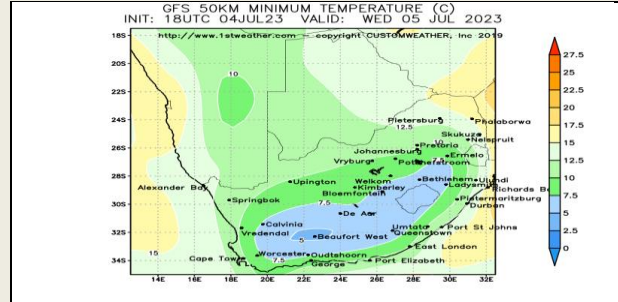 GFS 50KM MINIMUM TEMPERATURE (C)
INIT: 18UTC 04JUL23 VALID: WED 05 JUL 2023
http://www.1stweather.com - copyright CUSTOMWEATHER, Inc 2019
18S
20S
22S
24S
26S
28S
30S
32S
34S
14E 16E 18E 20E 22E 24E 26E 28E 30E 32E
27.5
25
22.5
20
17.5
15
12.5
10
7.5
5
2.5
0
10
Pietersburg
Phalaborwa
12.5
Skukuza
10
Nelspruit
Pretoria
Johannesburg
7.5
Ermelo
Vryburg
Potchefstroom
Alexander Bay
Upington
Welkom
Bethlehem
Ulundi
Kimberley
Ladysmith
Richards B
Bloemfontein
Springbok
7.5
Pietermaritzburg
Durban
De Aar
Calvinia
Vredendal
5
Beaufort West
Umtata
Port St Johns
Queenstown
East London
15
Cape Town
Worcester
7.5
Oudtshoorn
George
Port Elizabeth